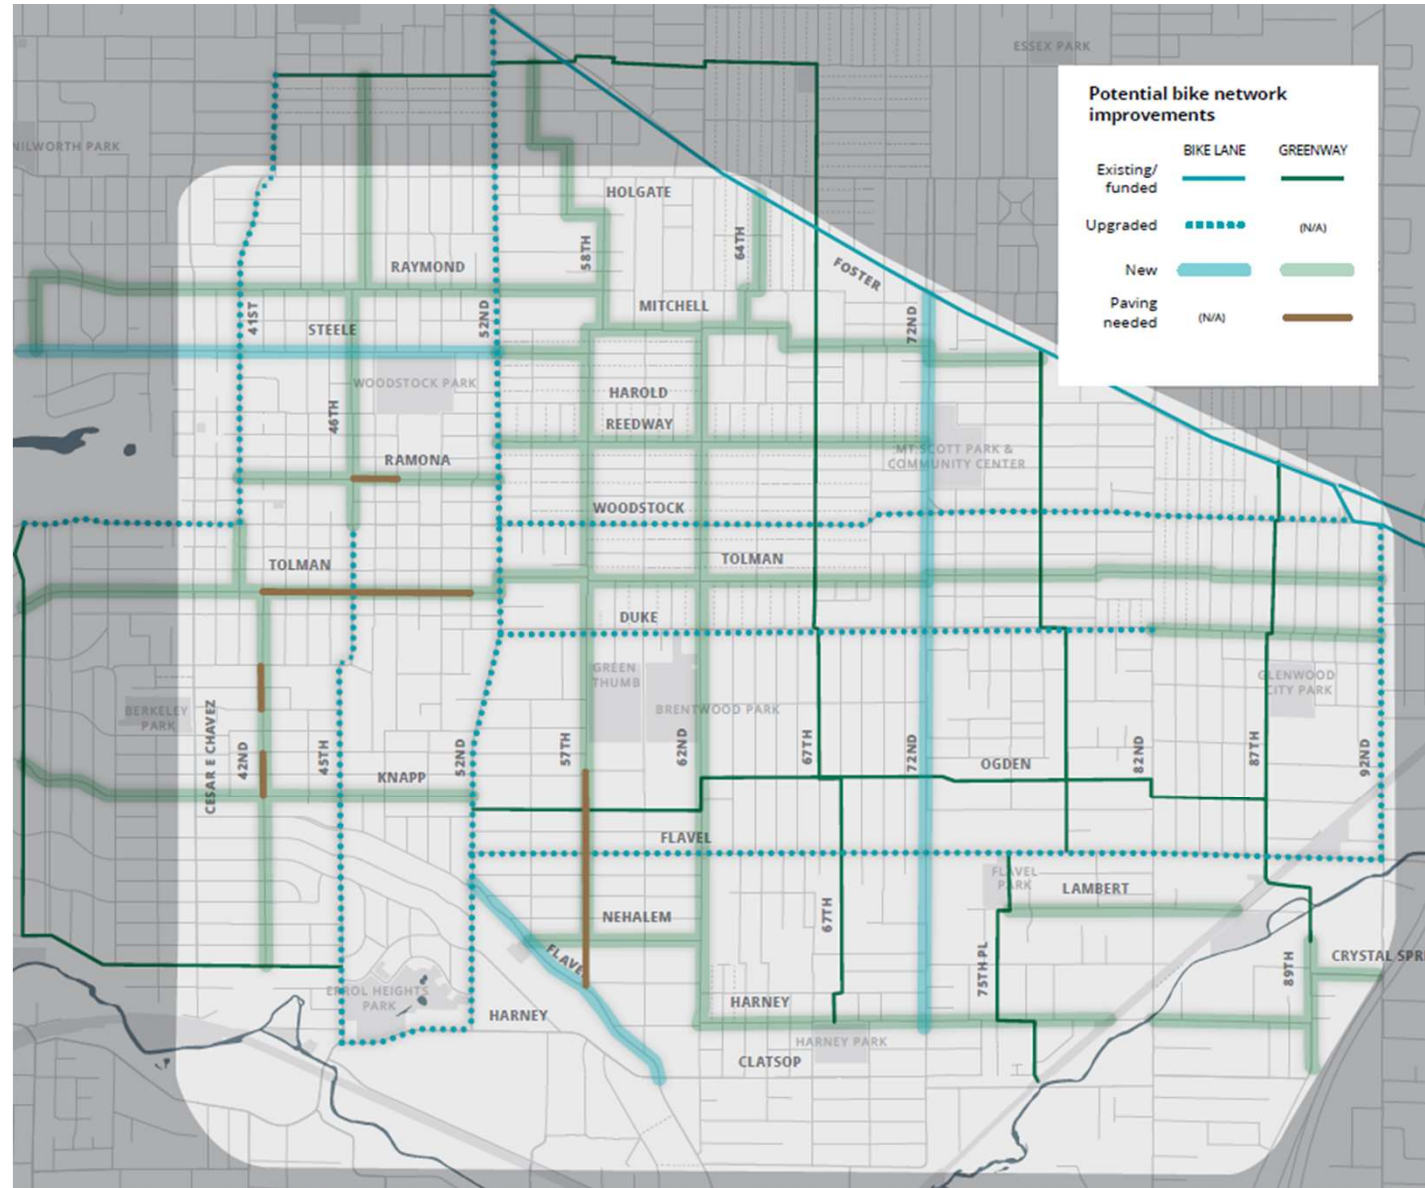 ESSEX PARK
Potential bike network
improvements
BIKE LANE
GREENWAY
Existing/
funded
Upgraded
(N/A)
New
Paving
needed
(N/A)
NILWORTH PARK
HOLGATE
58TH
64TH
RAYMOND
FOSTER
41ST
52ND
MITCHELL
72ND
STEELE
WOODSTOCK PARK
HAROLD
46TH
REEDWAY
RAMONA
MT SCOTT PARK &
COMMUNITY CENTER
WOODSTOCK
TOLMAN
TOLMAN
DUKE
GREEN
THUMB
GLENWOOD
CITY PARK
BERKELEY
PARK
BRENTWOOD PARK
CESAR E CHAVEZ
42ND
45TH
52ND
57TH
62ND
67TH
72ND
82ND
87TH
92ND
KNAPP
OGDEN
FLAVEL
FLAVEL
PARK
LAMBERT
NEHALEM
67TH
FLAVEL
75TH PL
89TH
CRYSTAL SPRI
ERROL HEIGHTS
PARK
HARNEY
HARNEY
HARNEY PARK
CLATSOP